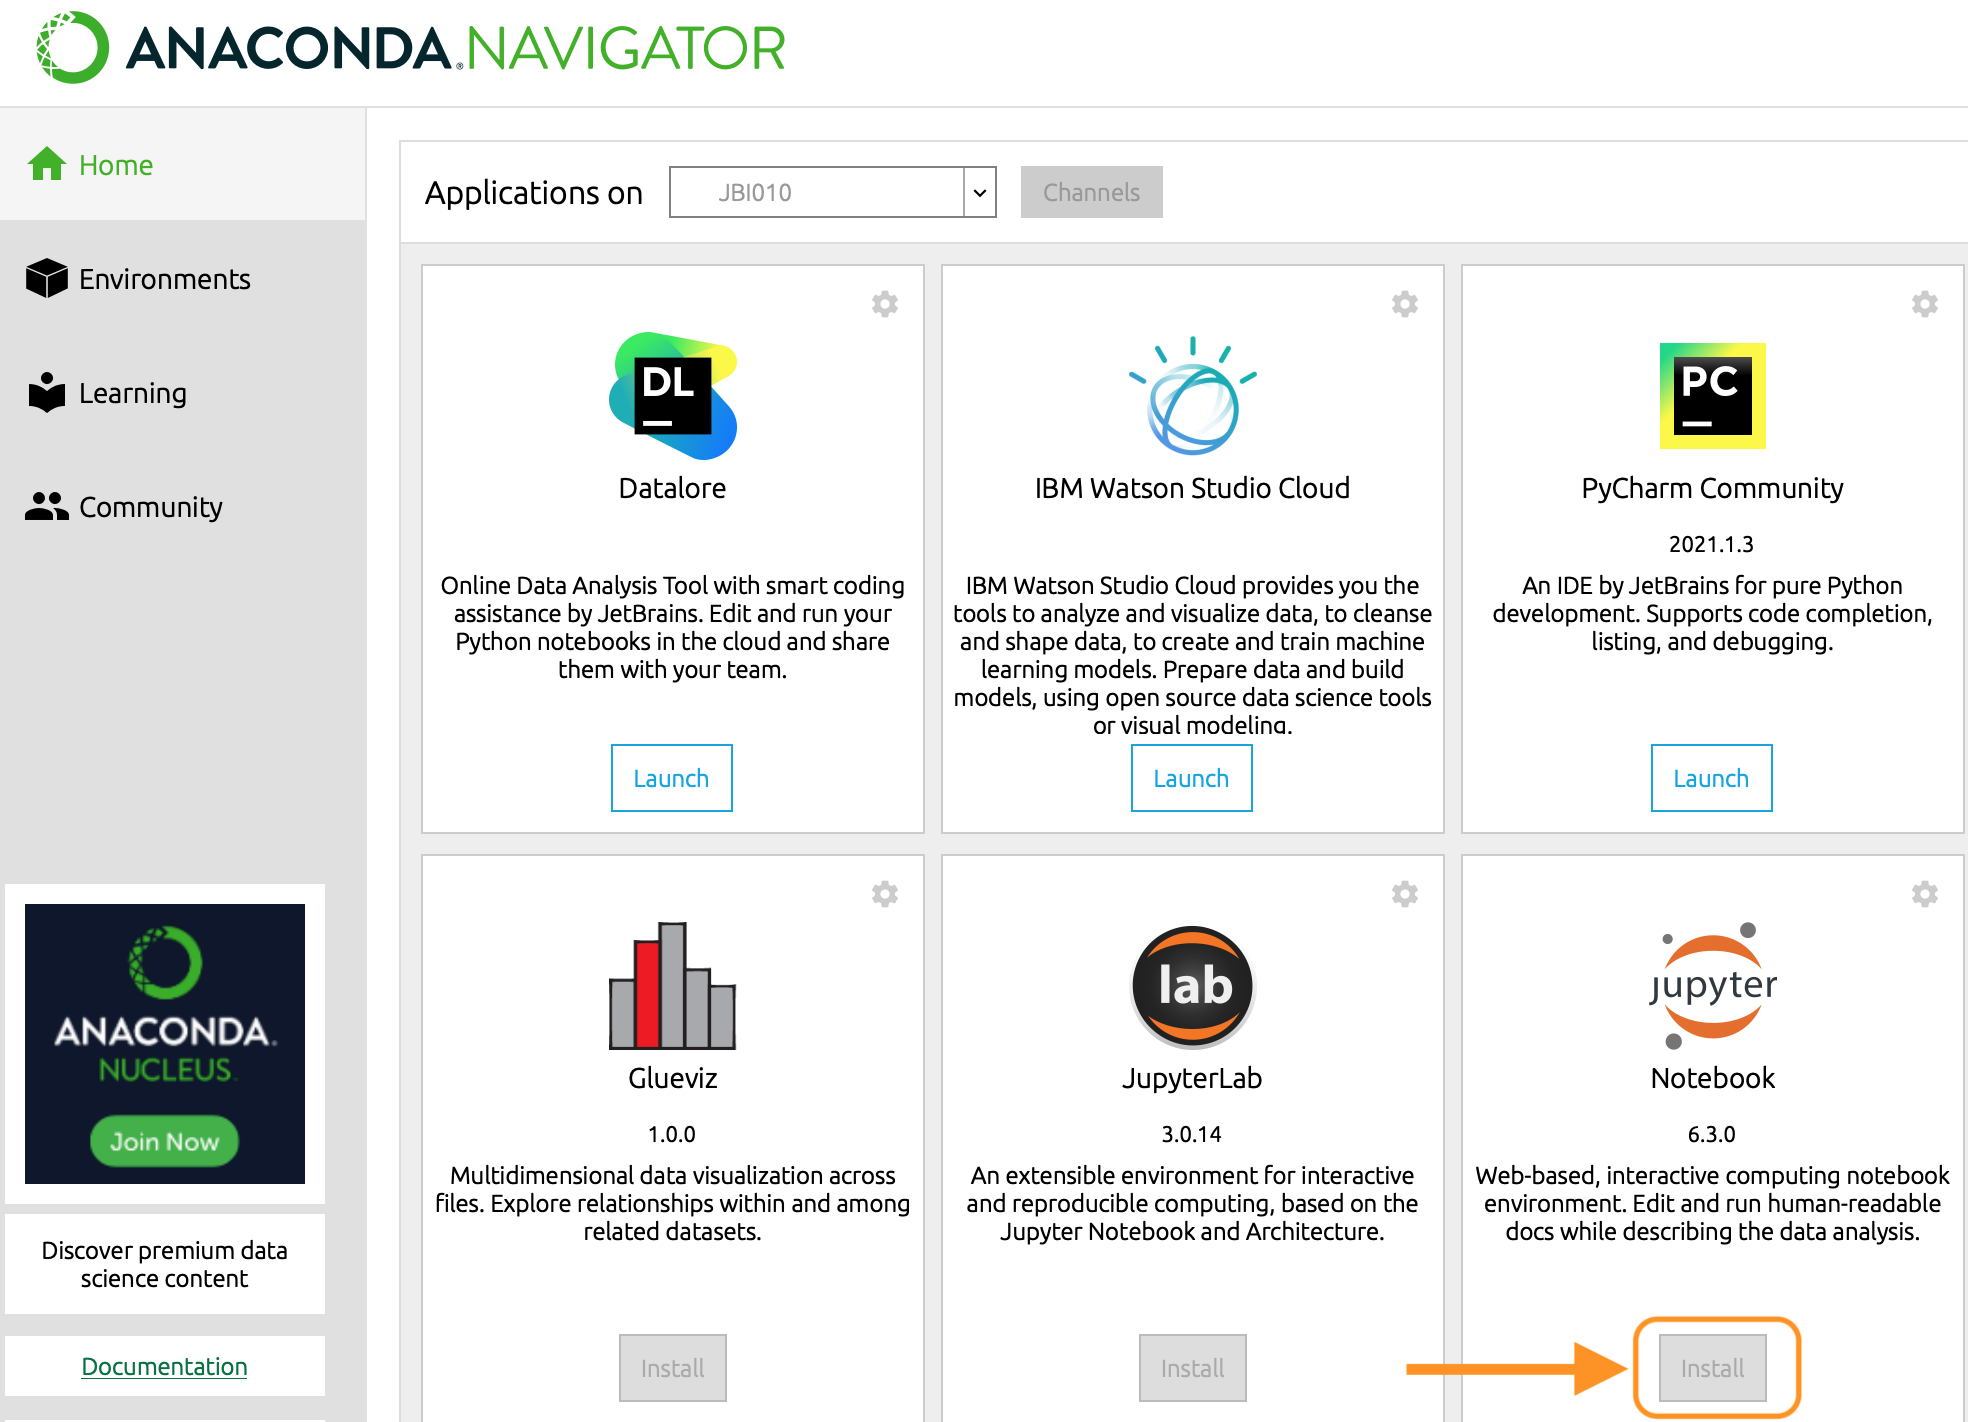 ANACONDA.®NAVIGATOR
Home
Environments
Learning
Community
ANACONDA.
NUCLEUS.
Join Now
Discover premium data
science content
Documentation
Applications on
JBI010
Channels
DL
Datalore
Online Data Analysis Tool with smart coding
assistance by JetBrains. Edit and run your
Python notebooks in the cloud and share
them with your team.
Launch
IBM Watson Studio Cloud
IBM Watson Studio Cloud provides you the
tools to analyze and visualize data, to cleanse
and shape data, to create and train machine
learning models. Prepare data and build
models, using open source data science tools
or visual modeling.
Launch
PC
PyCharm Community
2021.1.3
An IDE by JetBrains for pure Python
development. Supports code completion,
listing, and debugging.
Launch
Glueviz
1.0.0
Multidimensional data visualization across
files. Explore relationships within and among
related datasets.
Install
lab
JupyterLab
3.0.14
An extensible environment for interactive
and reproducible computing, based on the
Jupyter Notebook and Architecture.
Install
jupyter
Notebook
6.3.0
Web-based, interactive computing notebook
environment. Edit and run human-readable
docs while describing the data analysis.
Install